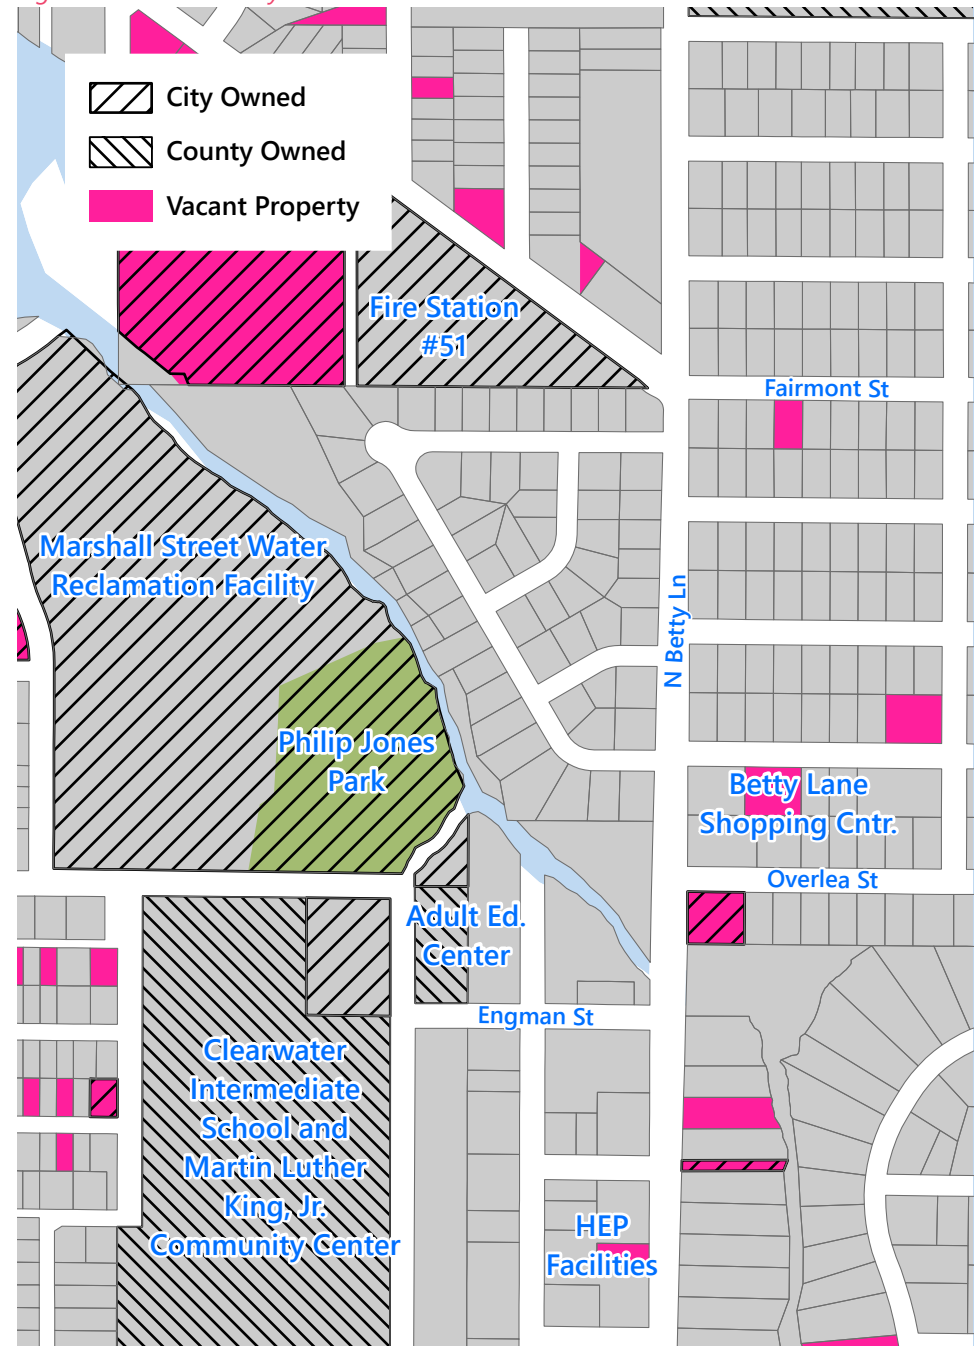 City Owned
County Owned
Vacant Property
Fire Station
#51
Fairmont St
Marshall Street Water
Reclamation Facility
N Betty Ln
Philip Jones
Park
Betty Lane
Shopping Cntr.
Overlea St
Adult Ed.
Center
Engman St
Clearwater
Intermediate
School and
Martin Luther
King, Jr.
Community Center
HEP
Facilities